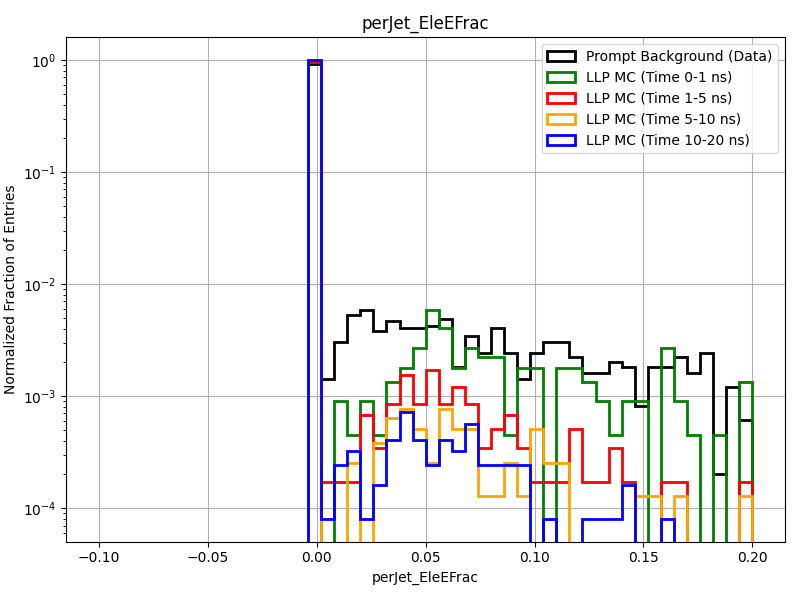 perJet_EleEFrac
Prompt Background (Data)
LLP MC (Time 0-1 ns)
LLP MC (Time 1-5 ns)
LLP MC (Time 5-10 ns)
LLP MC (Time 10-20 ns)
Normalized Fraction of Entries
10⁰
10⁻¹
10⁻²
10⁻³
10⁻⁴
−0.10 −0.05 0.00 0.05 0.10 0.15 0.20
perJet_EleEFrac